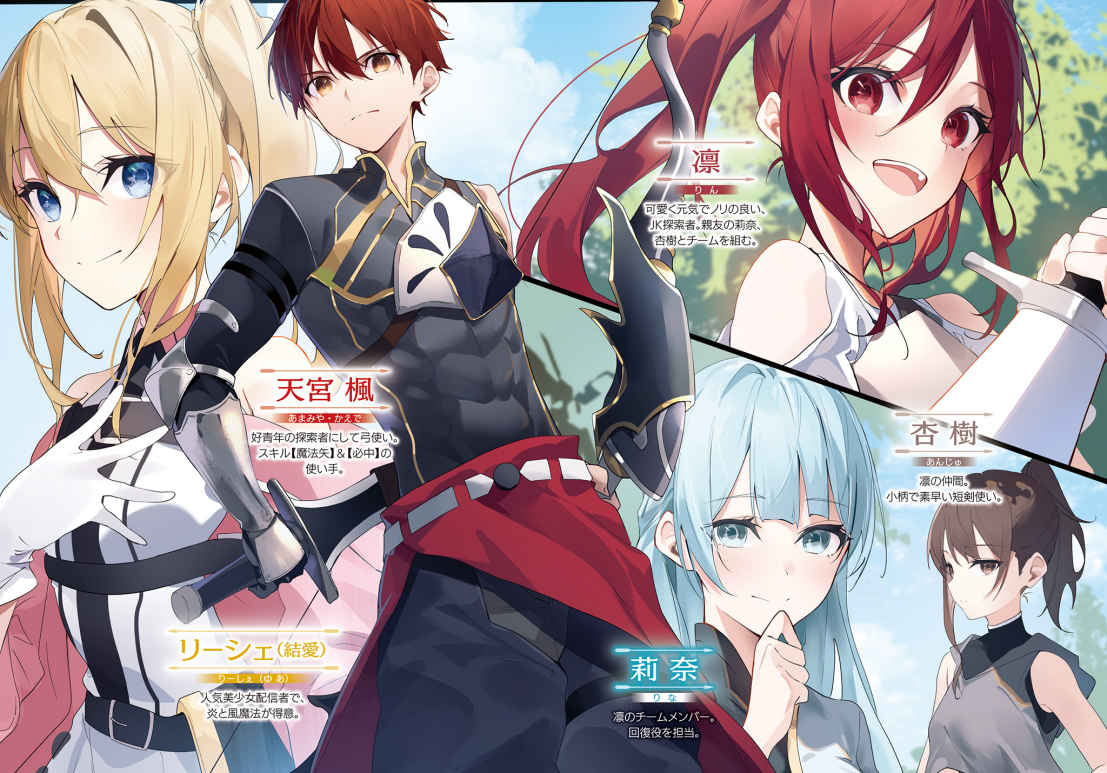 凛
りん
可愛く元気でノリの良い、
JK探索者。親友の莉奈、
杏樹とチームを組む。
天宮 楓
あまみや・かえで
好青年の探索者にして弓使い。
スキル【魔法矢】&【必中】の
使い手。
杏樹
あんじゅ
凛の仲間。
小柄で素早い短剣使い。
リーシェ(結愛)
りーしぇ(ゆあ)
人気美少女配信者で、
炎と風魔法が得意。
莉奈
りな
凛のチームメンバー。
回復役を担当。